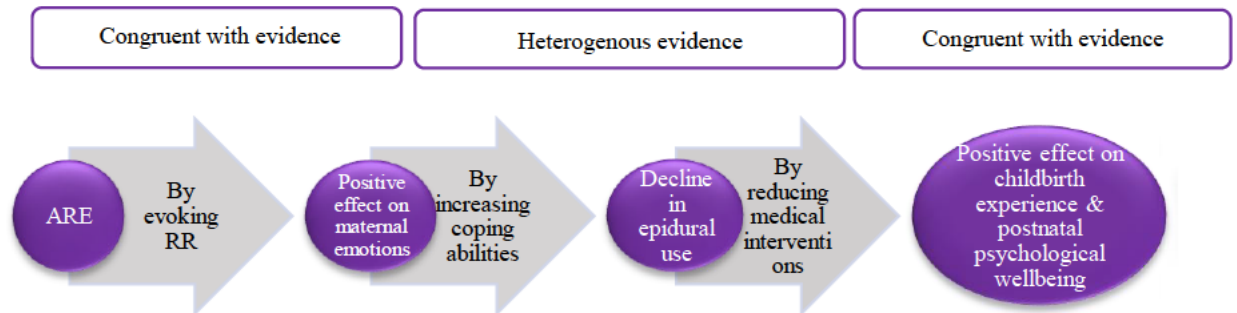 Congruent with evidence
Heterogenous evidence
Congruent with evidence
ARE
By
evoking
RR
Positive
effect on
maternal
emotions
By
increasing
coping
abilities
Decline
in
epidural
use
By
reducing
medical
interventi
ons
Positive effect on
childbirth
experience &
postnatal
psychological
wellbeing